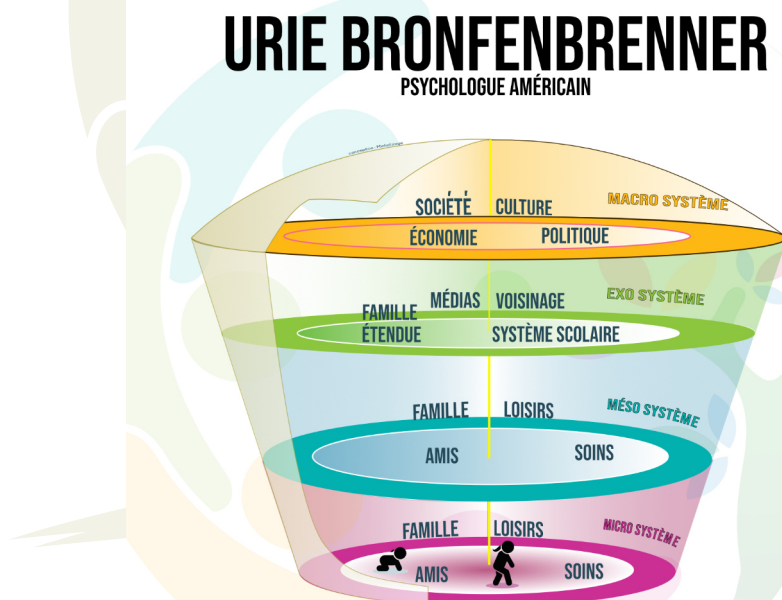 URIE BRONFENBRENNER
PSYCHOLOGUE AMÉRICAIN
SOCIÉTÉ CULTURE MACRO SYSTÈME
ÉCONOMIE POLITIQUE
MÉDIAS VOISINAGE EXO SYSTÈME
FAMILLE
ÉTENDUE SYSTÈME SCOLAIRE
FAMILLE LOISIRS MÉSO SYSTÈME
AMIS SOINS
FAMILLE LOISIRS MICRO SYSTÈME
AMIS SOINS